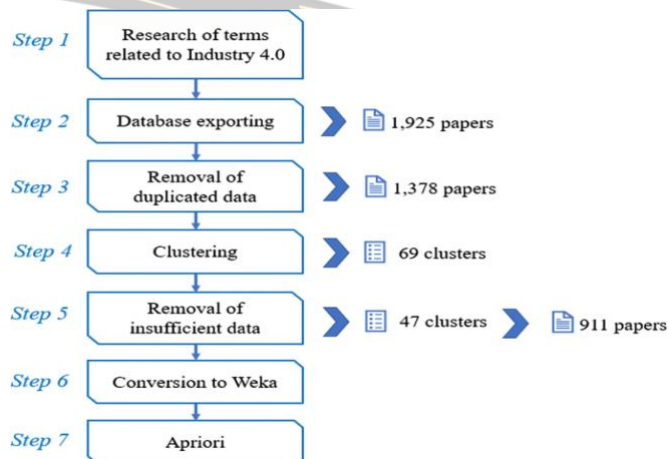 Step 1
Research of terms
related to Industry 4.0
Step 2
Database exporting
1,925 papers
Step 3
Removal of
duplicated data
1,378 papers
Step 4
Clustering
69 clusters
Step 5
Removal of
insufficient data
47 clusters
911 papers
Step 6
Conversion to Weka
Step 7
Apriori